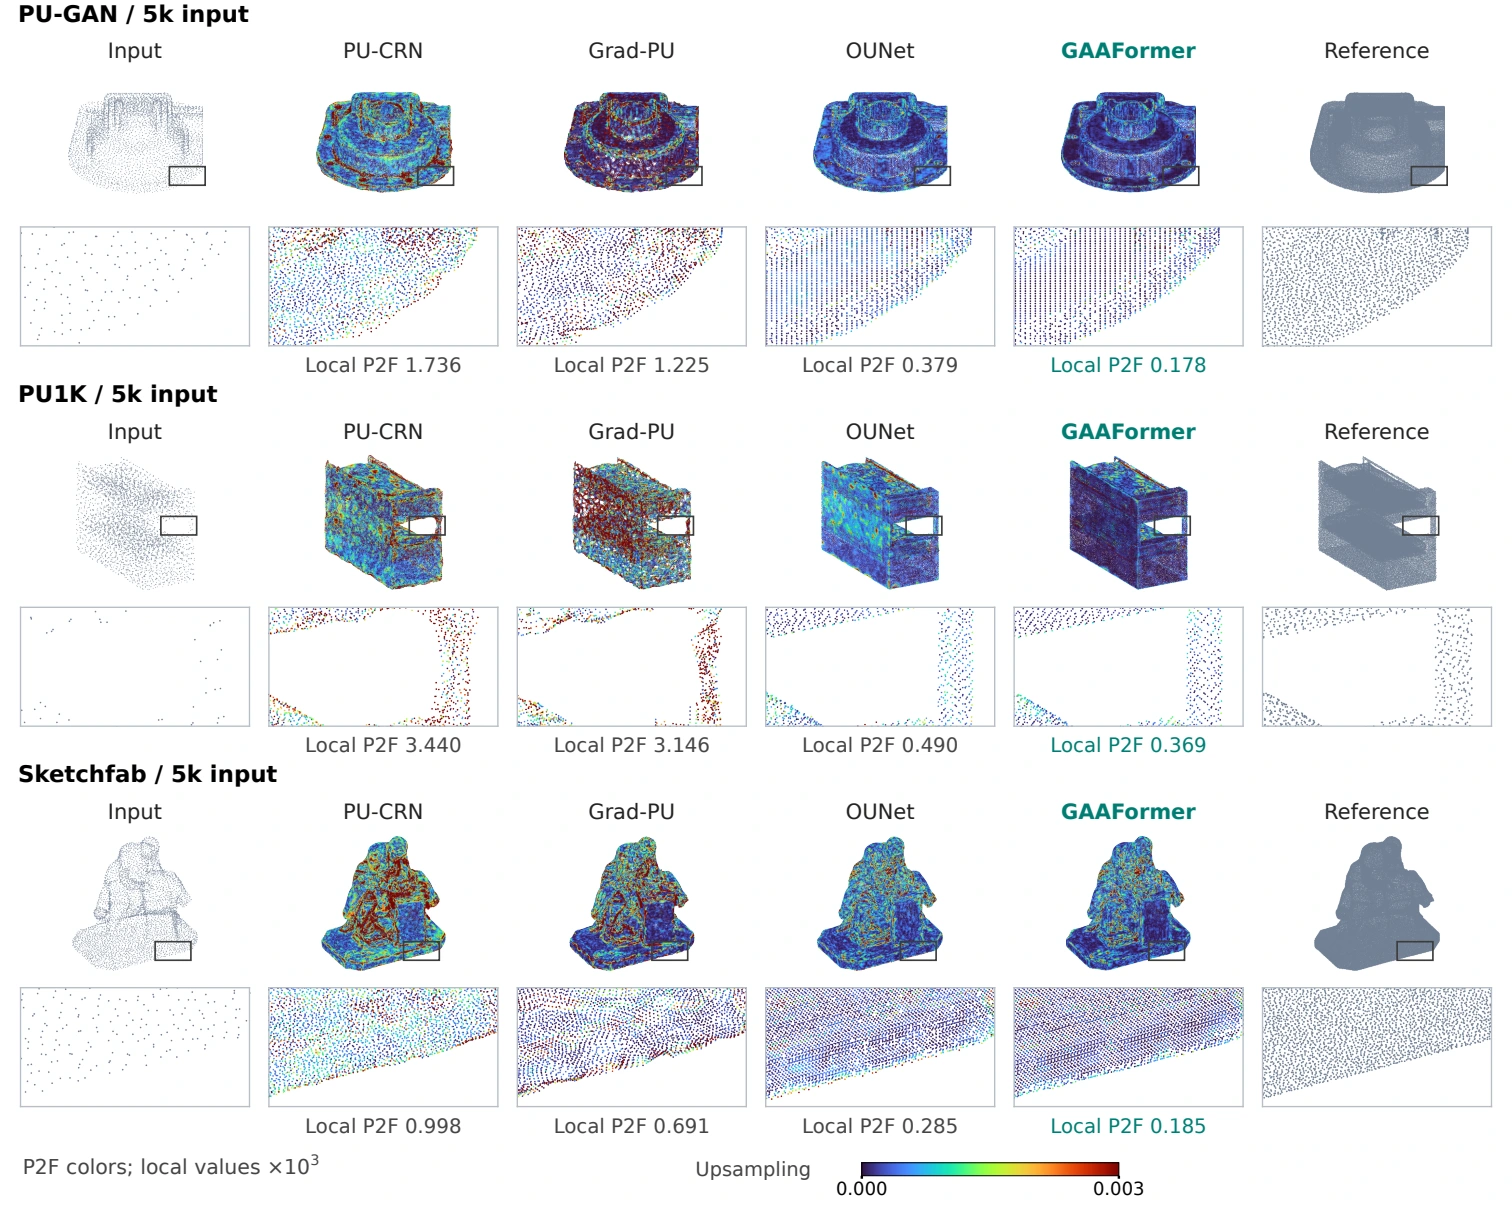 PU-GAN / 5k input
Input PU-CRN Grad-PU OUNet GAAFormer Reference
Local P2F 1.736 Local P2F 1.225 Local P2F 0.379 Local P2F 0.178
PU1K / 5k input
Input PU-CRN Grad-PU OUNet GAAFormer Reference
Local P2F 3.440 Local P2F 3.146 Local P2F 0.490 Local P2F 0.369
Sketchfab / 5k input
Input PU-CRN Grad-PU OUNet GAAFormer Reference
Local P2F 0.998 Local P2F 0.691 Local P2F 0.285 Local P2F 0.185
P2F colors; local values ×10³ Upsampling
0.000 0.003